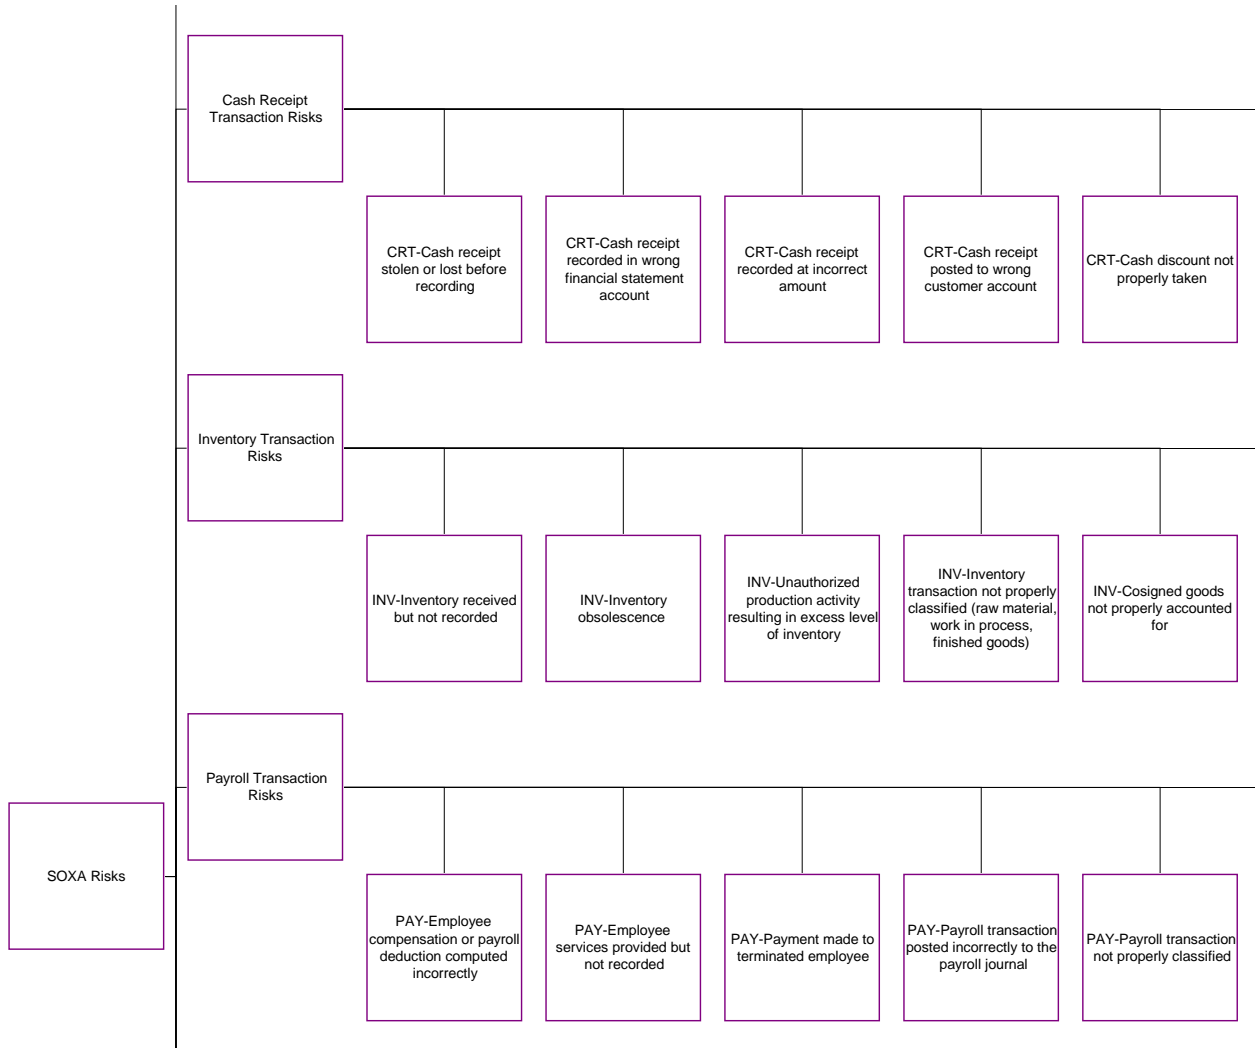 Cash Receipt
Transaction Risks
CRT-Cash receipt
stolen or lost before
recording
CRT-Cash receipt
recorded in wrong
financial statement
account
CRT-Cash receipt
recorded at incorrect
amount
CRT-Cash receipt
posted to wrong
customer account
CRT-Cash discount not
properly taken
Inventory Transaction
Risks
INV-Inventory received
but not recorded
INV-Inventory
obsolescence
INV-Unauthorized
production activity
resulting in excess level
of inventory
INV-Inventory
transaction not properly
classified (raw material,
work in process,
finished goods)
INV-Cosigned goods
not properly accounted
for
Payroll Transaction
Risks
SOXA Risks
PAY-Employee
compensation or payroll
deduction computed
incorrectly
PAY-Employee
services provided but
not recorded
PAY-Payment made to
terminated employee
PAY-Payroll transaction
posted incorrectly to the
payroll journal
PAY-Payroll transaction
not properly classified